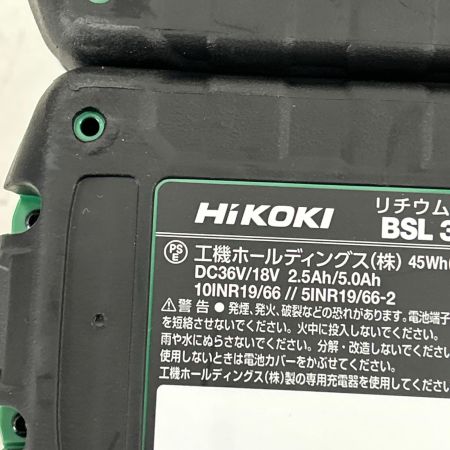 HiKOKI リチウム
BSL 3
PS E 工機ホールディングス(株) 45Wh(
DC36V/18V 2.5Ah/5.0Ah
10INR19/66 // 5INR19/66-2
⚠警告 ● 発煙、発火、破裂などの恐れがあります。電池端子
を短絡させないでください。火中に投入しないでください。
雨や水にぬらさないでください。分解・改造しないでください。
使用しないときは電池カバーをかぶせてください。
工機ホールディングス(株)製の専用充電器を使用してください